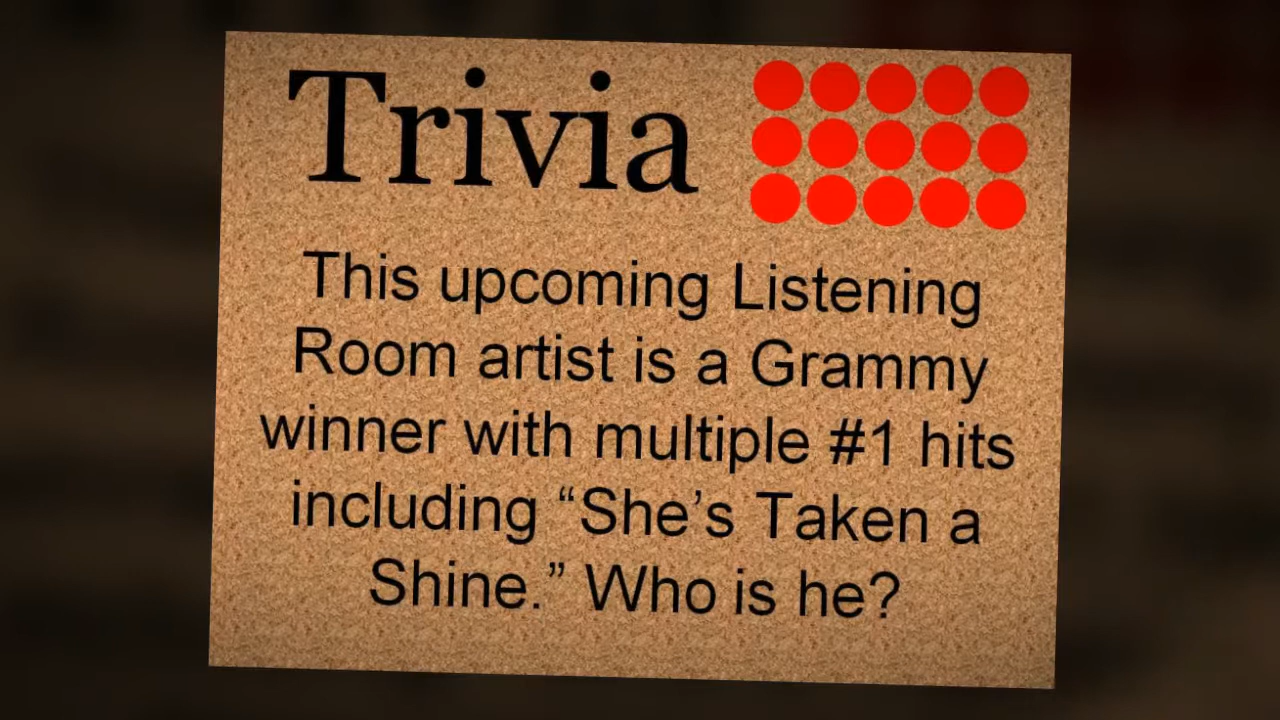 Trivia
This upcoming Listening
Room artist is a Grammy
winner with multiple #1 hits
including “She’s Taken a
Shine.” Who is he?